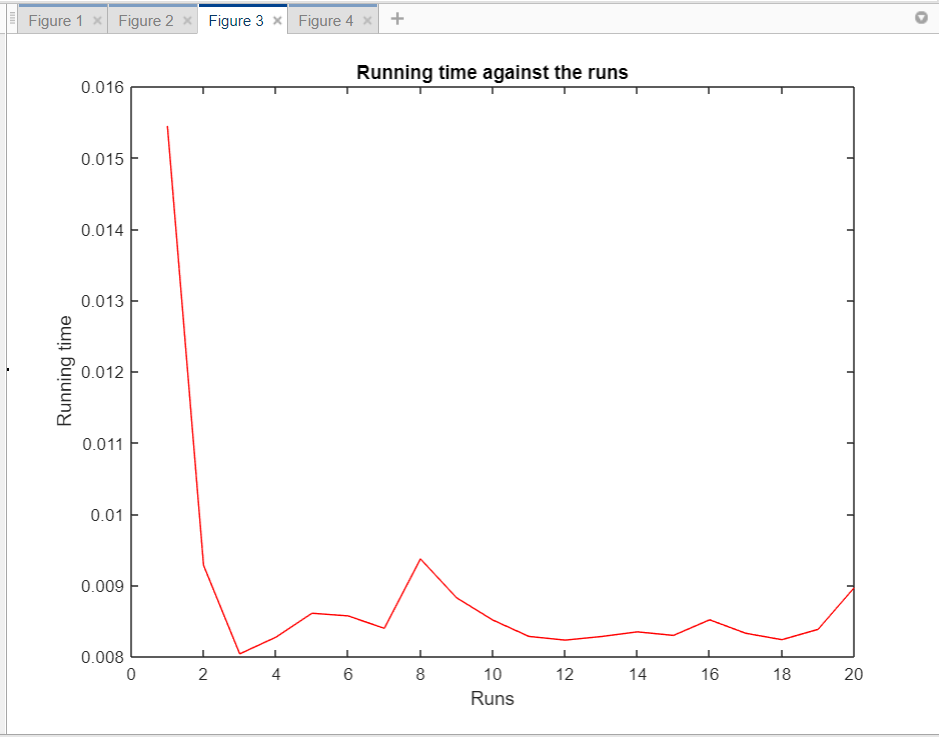 Figure 1 × Figure 2 × Figure 3 × Figure 4 × +
Running time against the runs
0.016
0.015
0.014
0.013
0.012
0.011
0.01
0.009
0.008
Running time
0 2 4 6 8 10 12 14 16 18 20
Runs